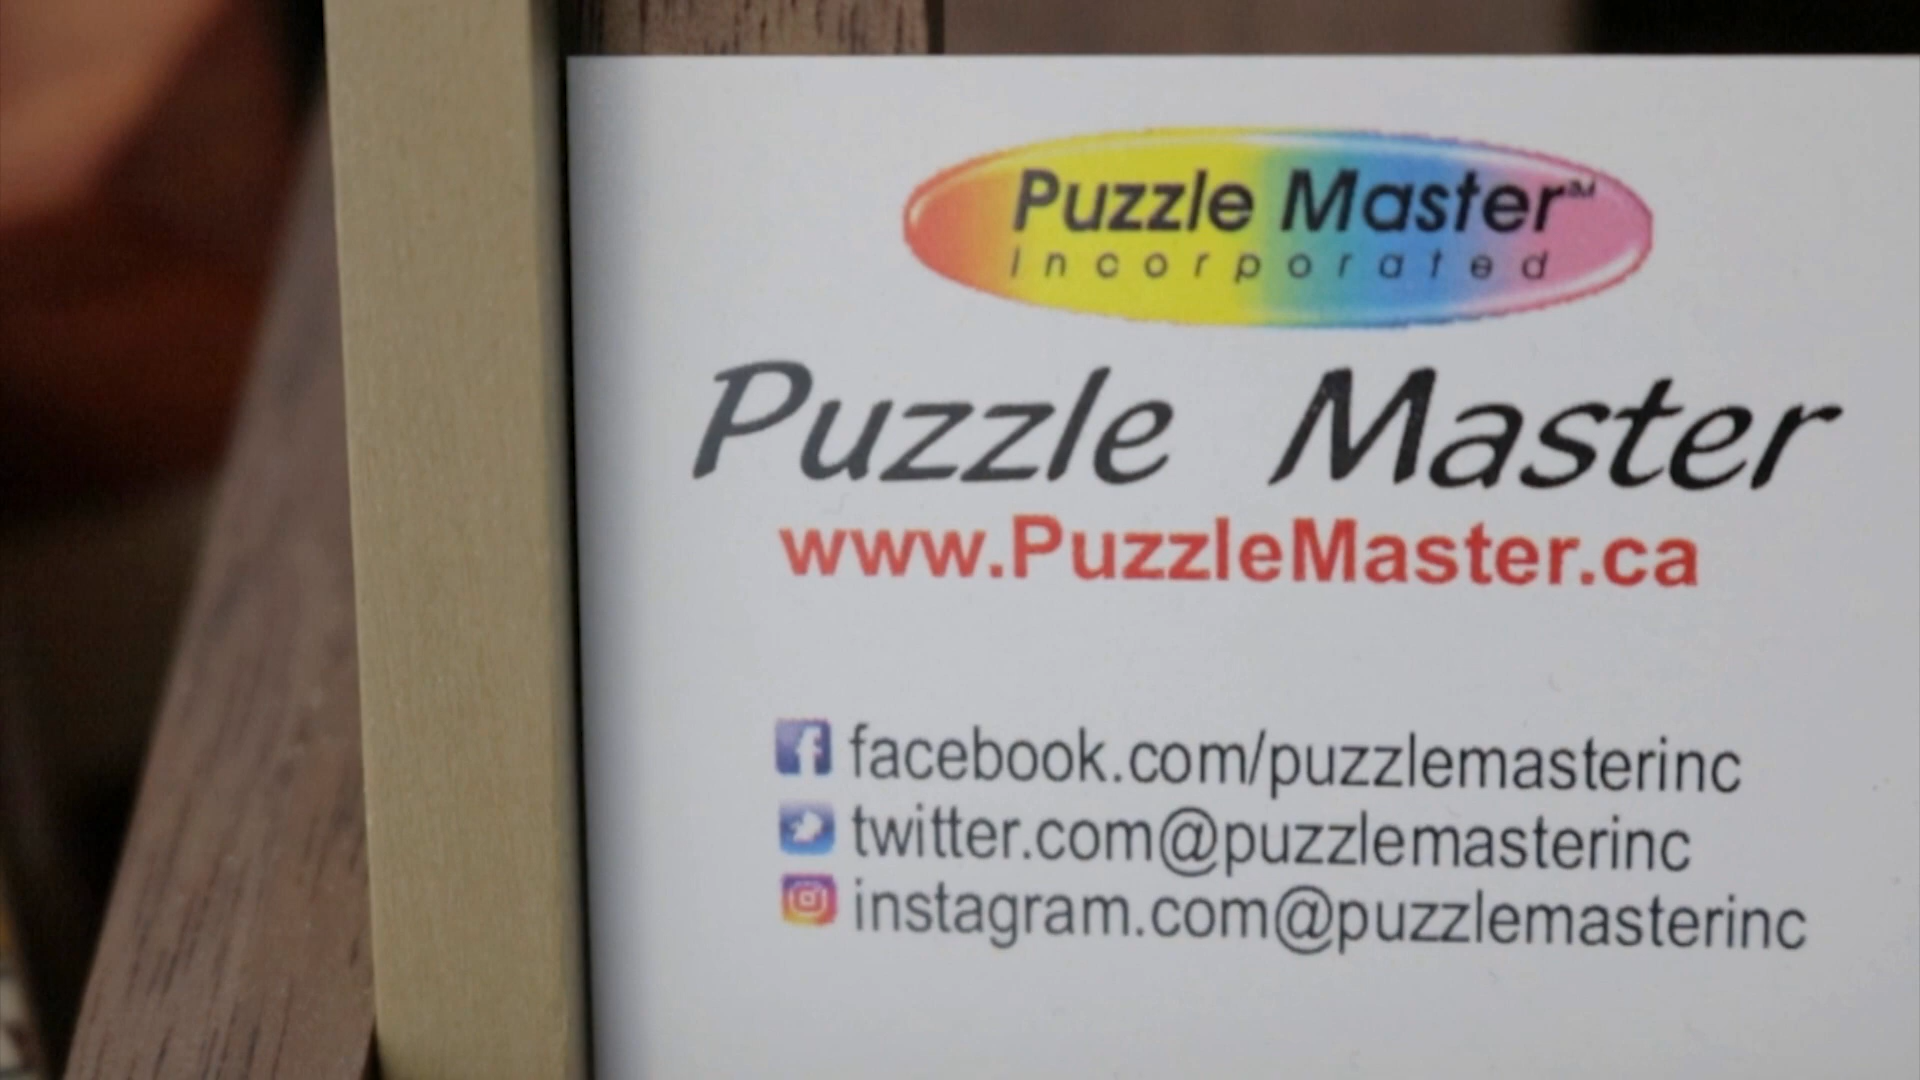 Puzzle Master™
Incorporated
Puzzle Master
www.PuzzleMaster.ca
facebook.com/puzzlemasterinc
twitter.com@puzzlemasterinc
instagram.com@puzzlemasterinc